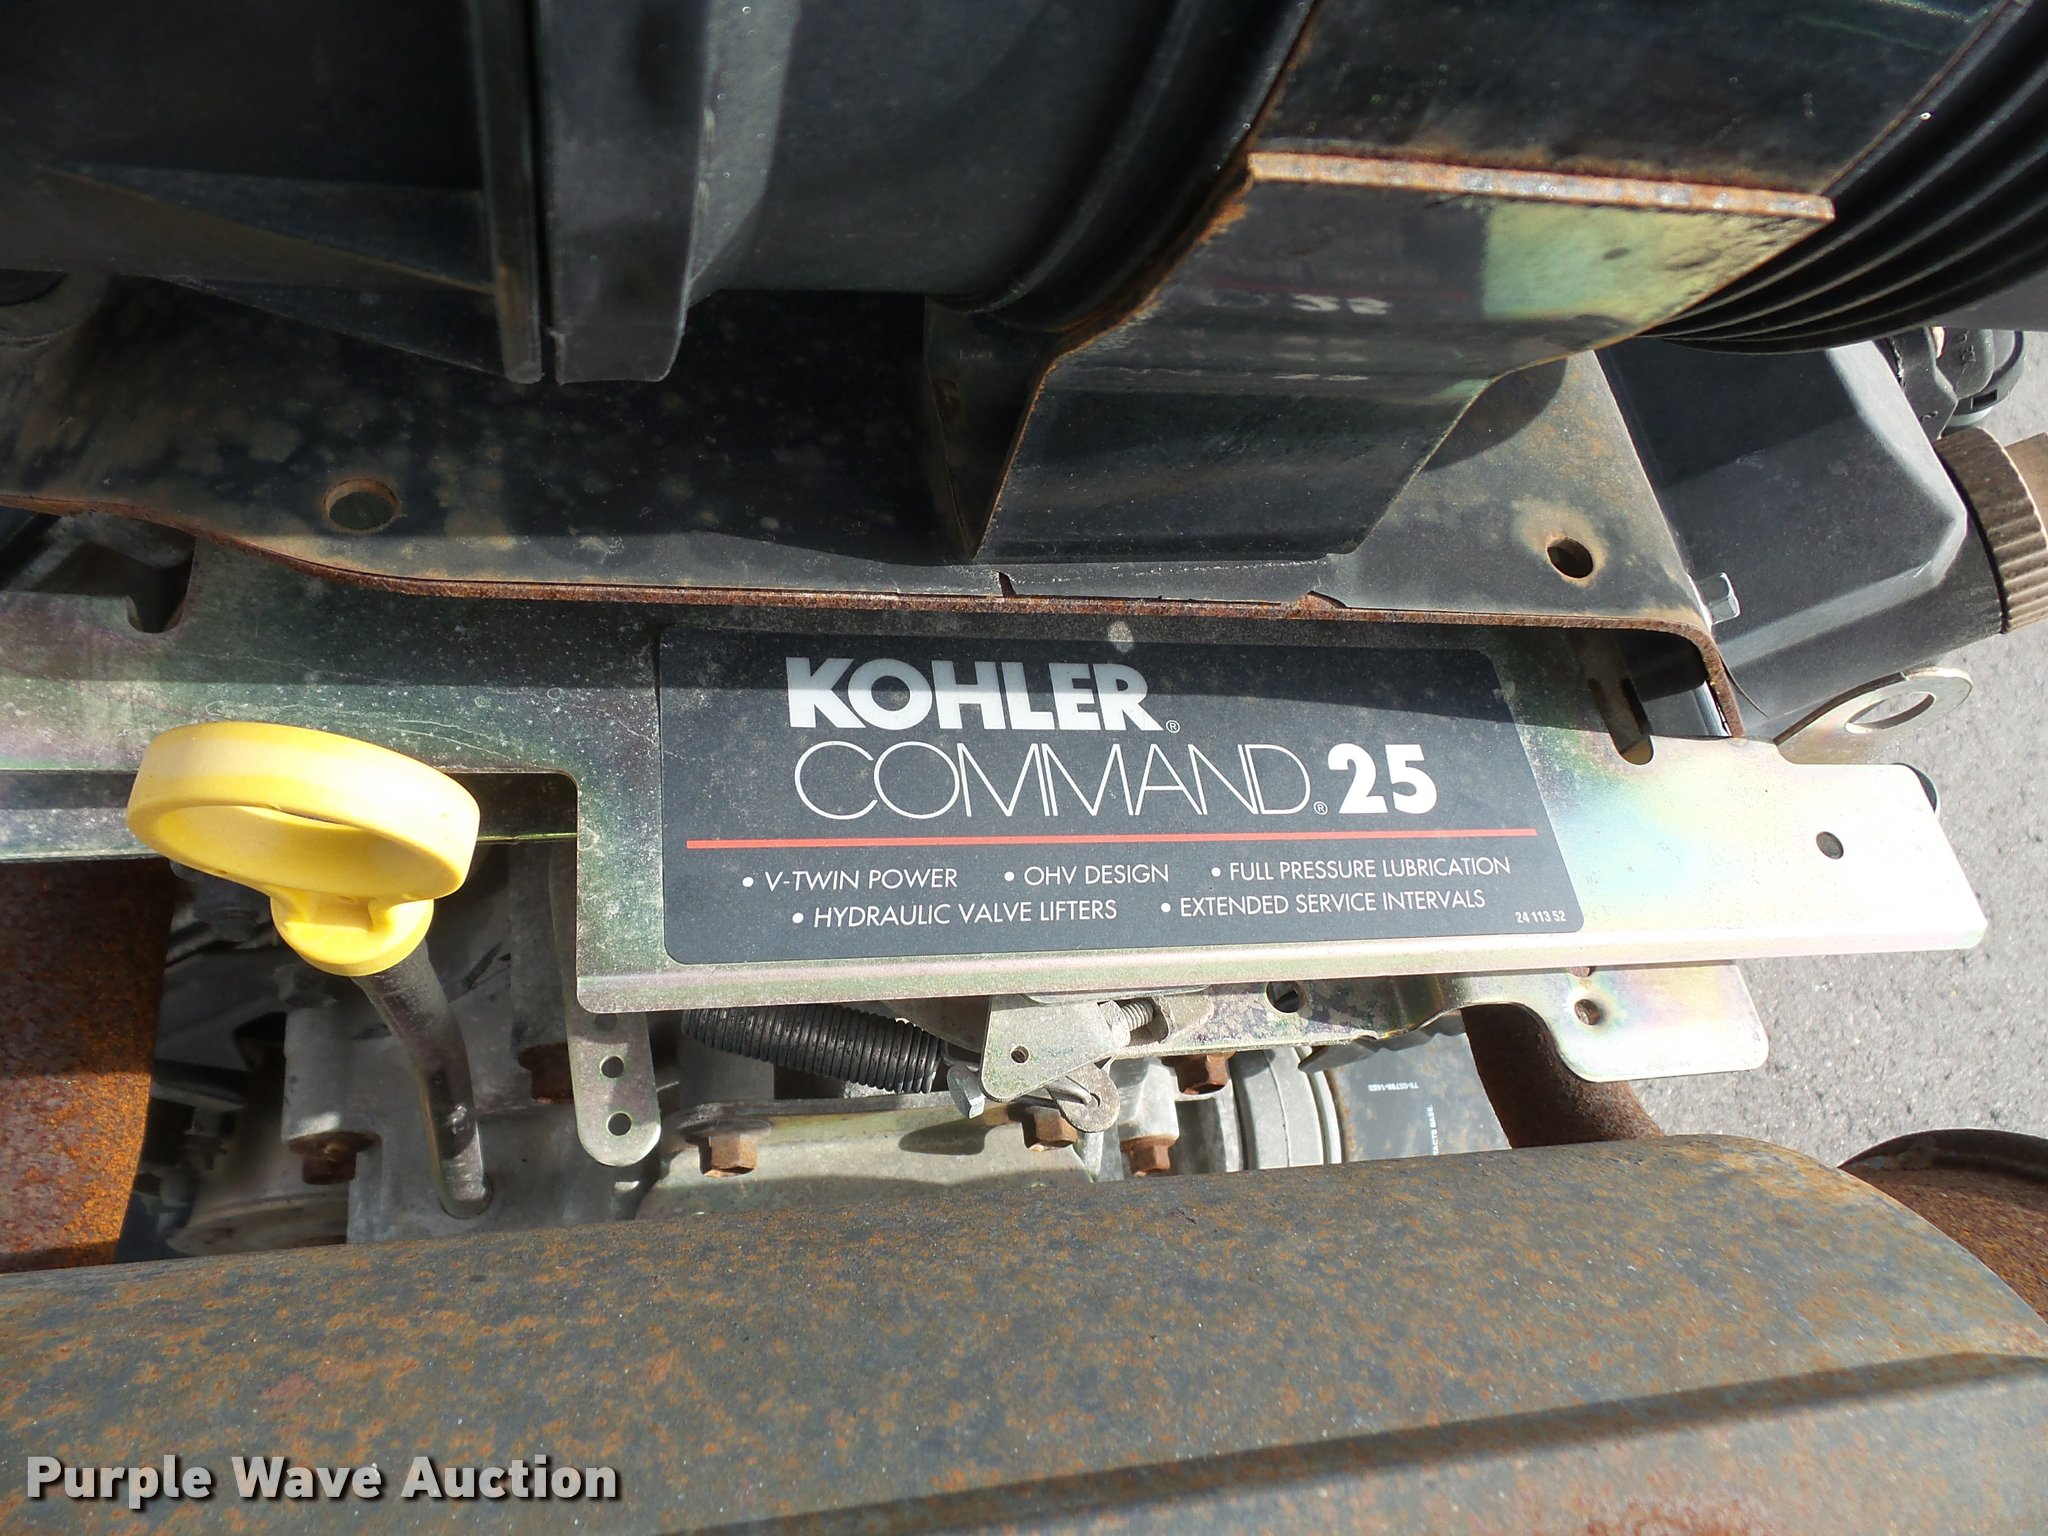 KOHLER®
COMMAND® 25
• V-TWIN POWER • OHV DESIGN • FULL PRESSURE LUBRICATION
• HYDRAULIC VALVE LIFTERS • EXTENDED SERVICE INTERVALS
24 113 52
Purple Wave Auction